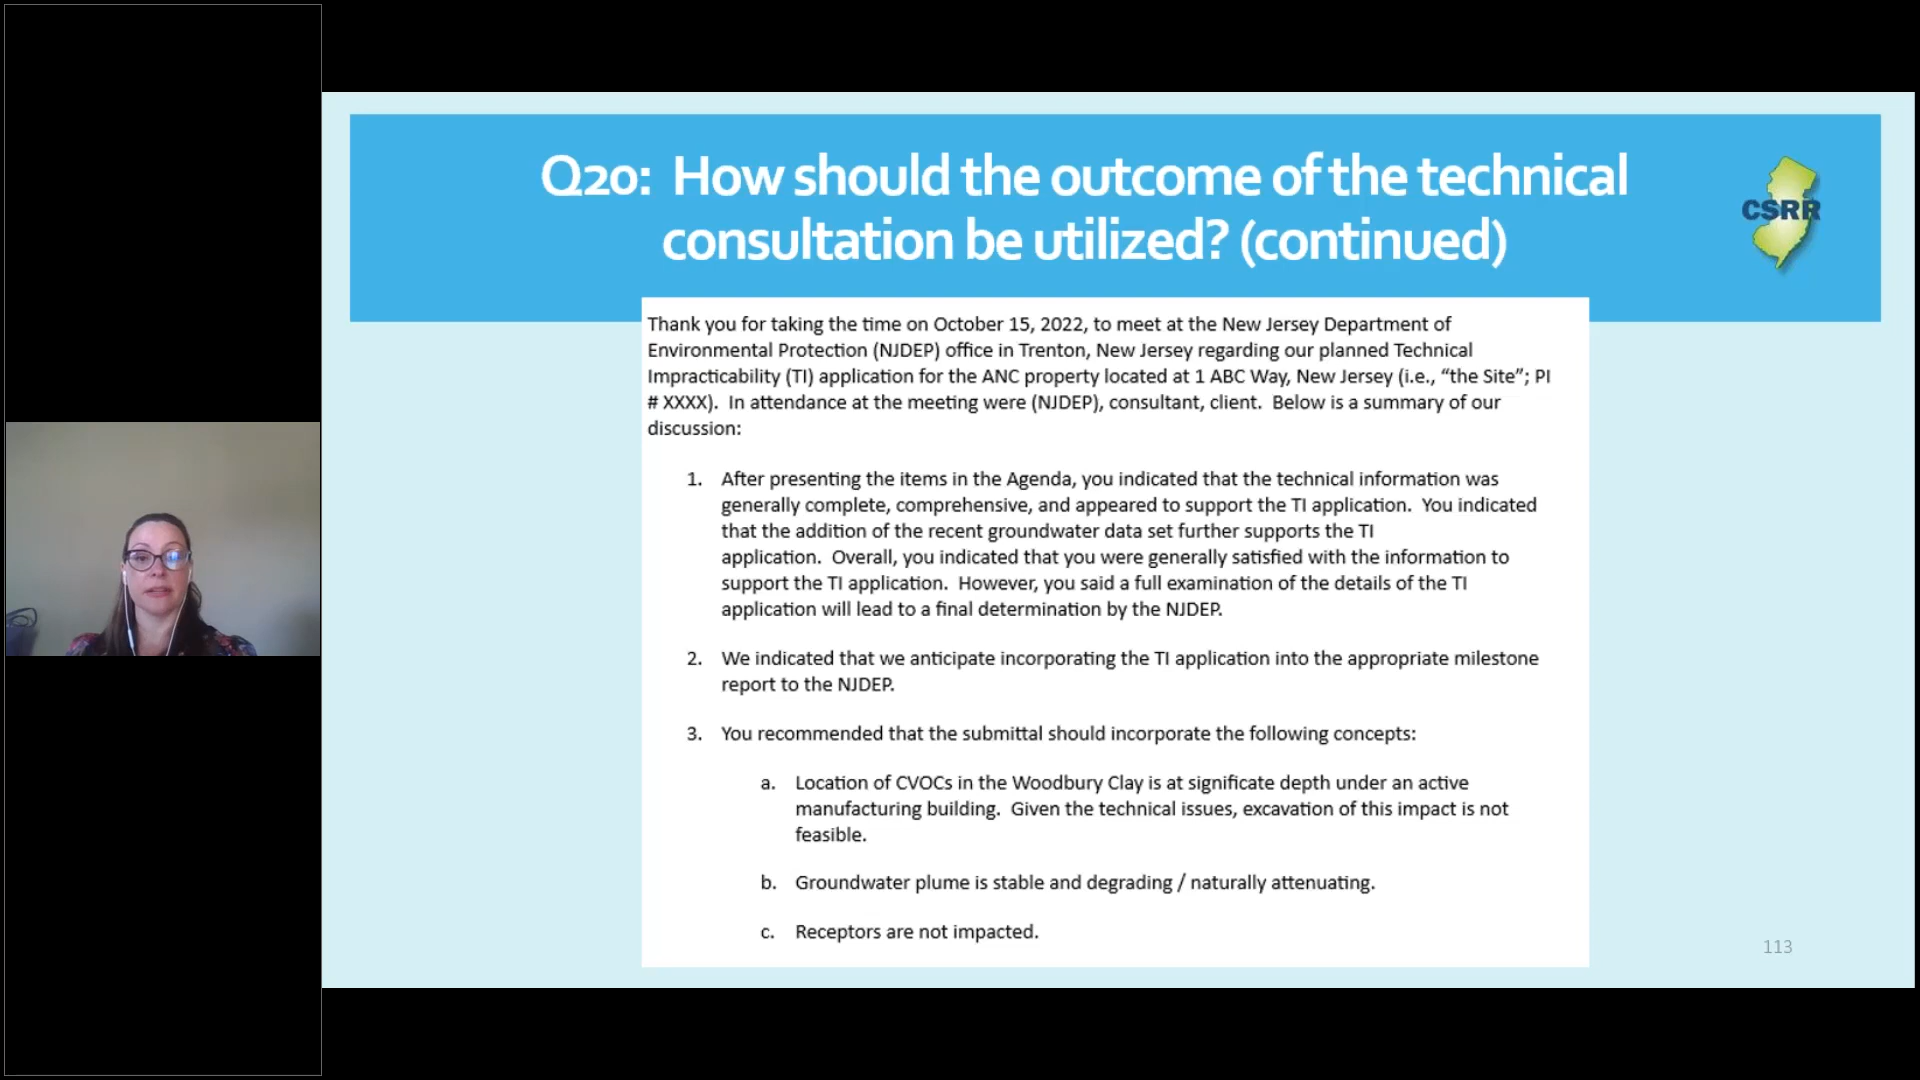 Q20: How should the outcome of the technical
consultation be utilized? (continued)
CSRR
Thank you for taking the time on October 15, 2022, to meet at the New Jersey Department of
Environmental Protection (NJDEP) office in Trenton, New Jersey regarding our planned Technical
Impracticability (TI) application for the ANC property located at 1 ABC Way, New Jersey (i.e., “the Site”; PI
# XXXX). In attendance at the meeting were (NJDEP), consultant, client. Below is a summary of our
discussion:
1. After presenting the items in the Agenda, you indicated that the technical information was
generally complete, comprehensive, and appeared to support the TI application. You indicated
that the addition of the recent groundwater data set further supports the TI
application. Overall, you indicated that you were generally satisfied with the information to
support the TI application. However, you said a full examination of the details of the TI
application will lead to a final determination by the NJDEP.
2. We indicated that we anticipate incorporating the TI application into the appropriate milestone
report to the NJDEP.
3. You recommended that the submittal should incorporate the following concepts:
a. Location of CVOCs in the Woodbury Clay is at significate depth under an active
manufacturing building. Given the technical issues, excavation of this impact is not
feasible.
b. Groundwater plume is stable and degrading / naturally attenuating.
c. Receptors are not impacted.
113